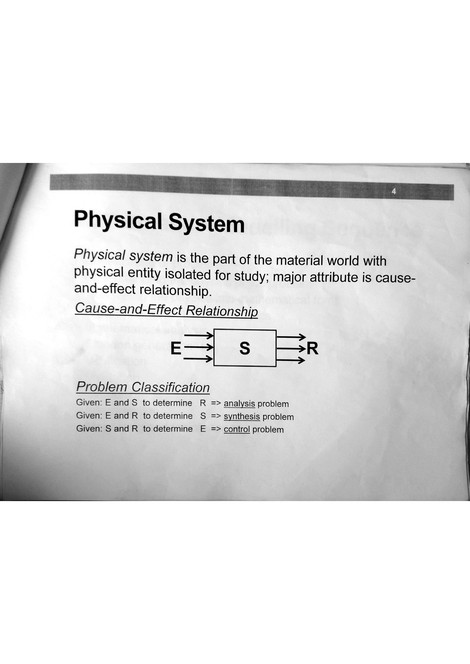 4
Physical System
Physical system is the part of the material world with
physical entity isolated for study; major attribute is cause-
and-effect relationship.
Cause-and-Effect Relationship
E S R
Problem Classification
Given: E and S to determine R => analysis problem
Given: E and R to determine S => synthesis problem
Given: S and R to determine E => control problem